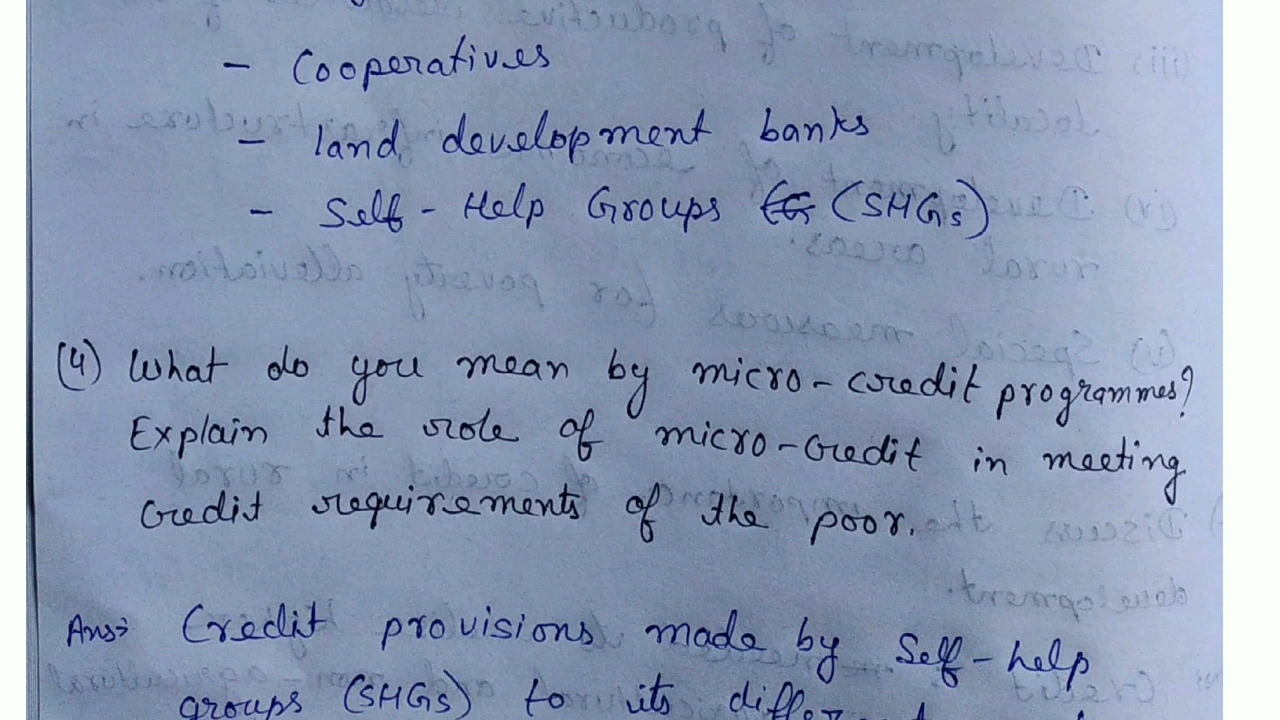 - Cooperatives
- land development banks
- Self-Help Groups (SHGs)
(4) What do you mean by micro-credit programmes?
Explain the role of micro-credit in meeting
credit requirements of the poor.
Ans:→ Credit provisions made by Self-help
groups (SHGs) to its